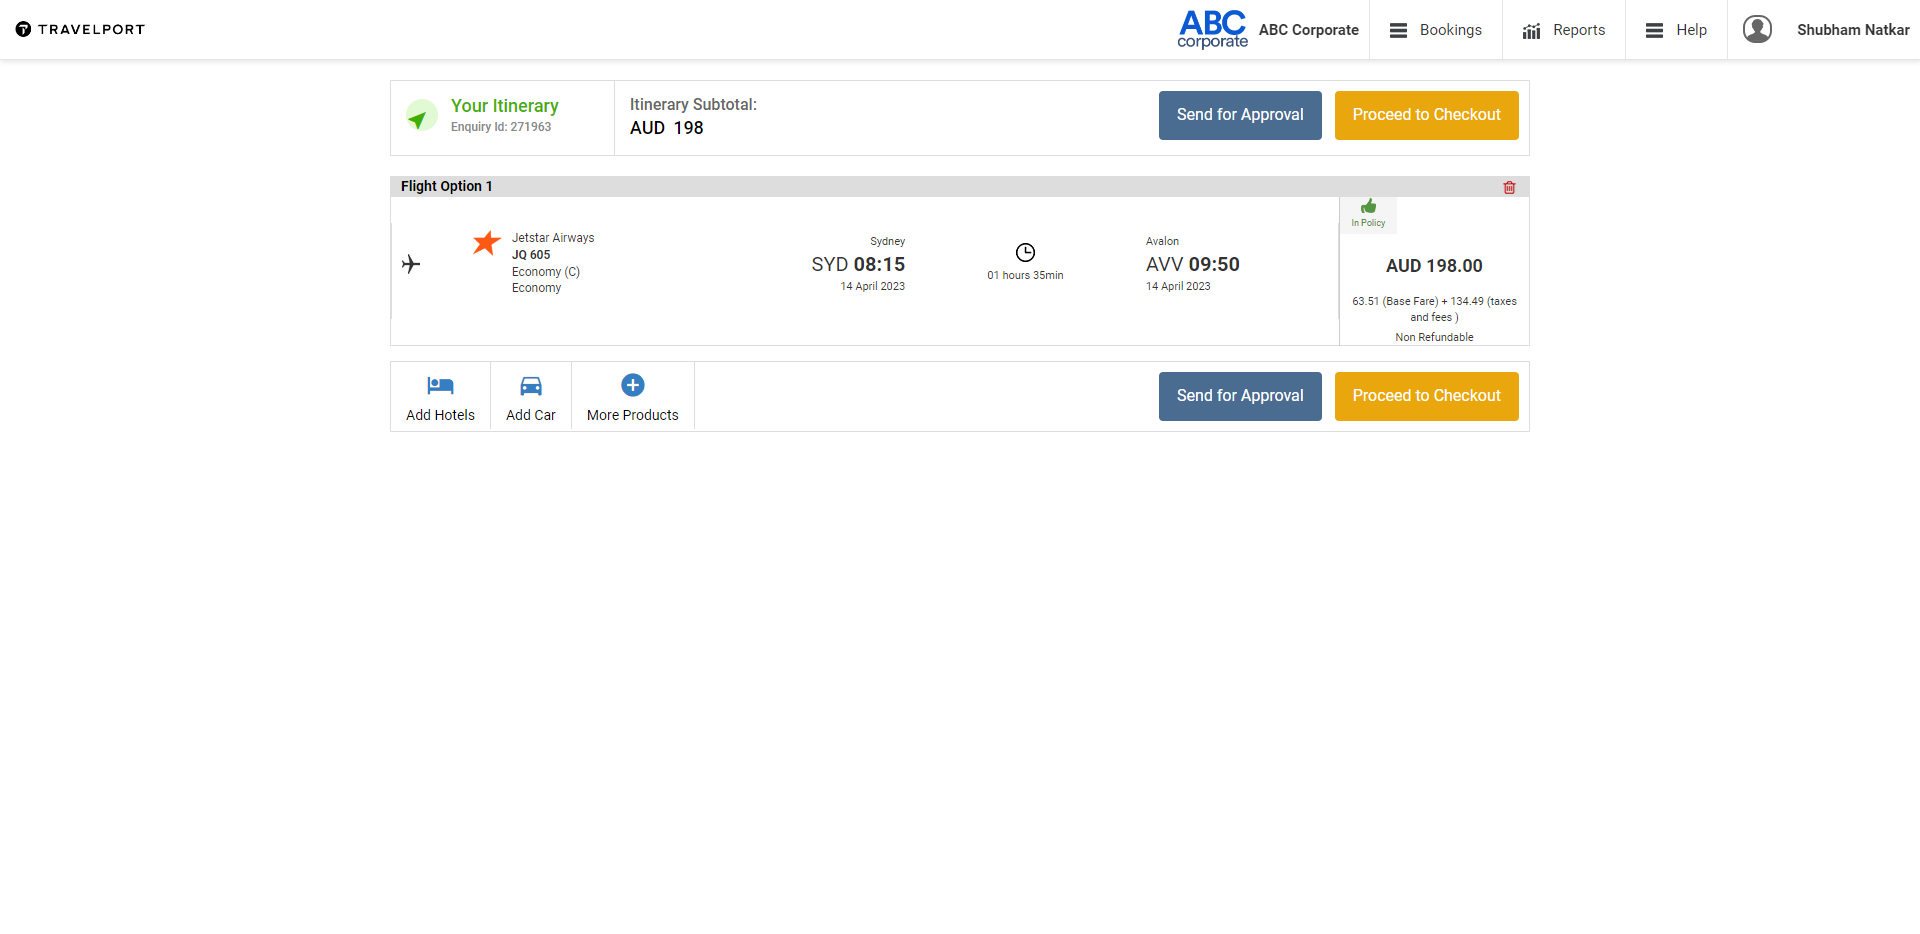 TRAVELPORT
ABC
corporate
ABC Corporate
Bookings
Reports
Help
Shubham Natkar
Your Itinerary
Enquiry Id: 271963
Itinerary Subtotal:
AUD 198
Send for Approval
Proceed to Checkout
Flight Option 1
Jetstar Airways
JQ 605
Economy (C)
Economy
Sydney
SYD 08:15
14 April 2023
01 hours 35min
Avalon
AVV 09:50
14 April 2023
In Policy
AUD 198.00
63.51 (Base Fare) + 134.49 (taxes
and fees )
Non Refundable
Add Hotels
Add Car
More Products
Send for Approval
Proceed to Checkout